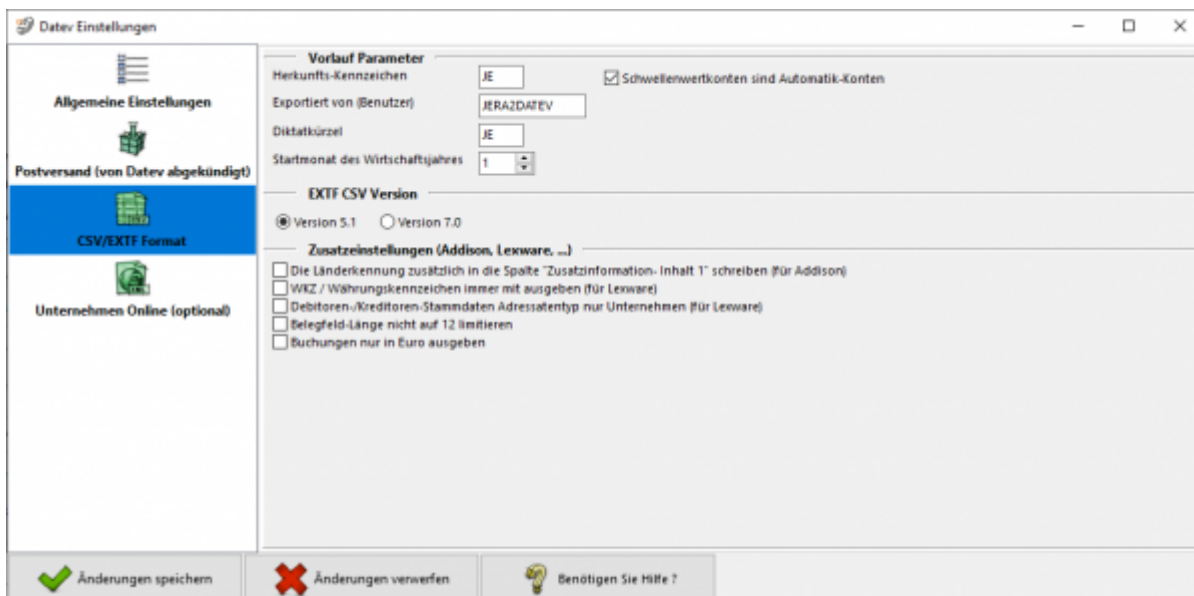 Datev Einstellungen
Allgemeine Einstellungen
Postversand (von Datev abgekündigt)
CSV/EXTF Format
Unternehmen Online (optional)
Vorlauf Parameter
Herkunfts-Kennzeichen JE Schwellenwertkonten sind Automatik-Konten
Exportiert von (Benutzer) JERA2DATEV
Diktatkürzel JE
Startmonat des Wirtschaftsjahres 1
EXTF CSV Version
Version 5.1 Version 7.0
Zusatzeinstellungen (Addison, Lexware, ...)
Die Länderkennung zusätzlich in die Spalte "Zusatzinformation- Inhalt 1" schreiben (für Addison)
WKZ / Währungskennzeichen immer mit ausgeben (für Lexware)
Debitoren-/Kreditoren-Stammdaten Adressatentyp nur Unternehmen (für Lexware)
Belegfeld-Länge nicht auf 12 limitieren
Buchungen nur in Euro ausgeben
Änderungen speichern Änderungen verwerfen Benötigen Sie Hilfe ?